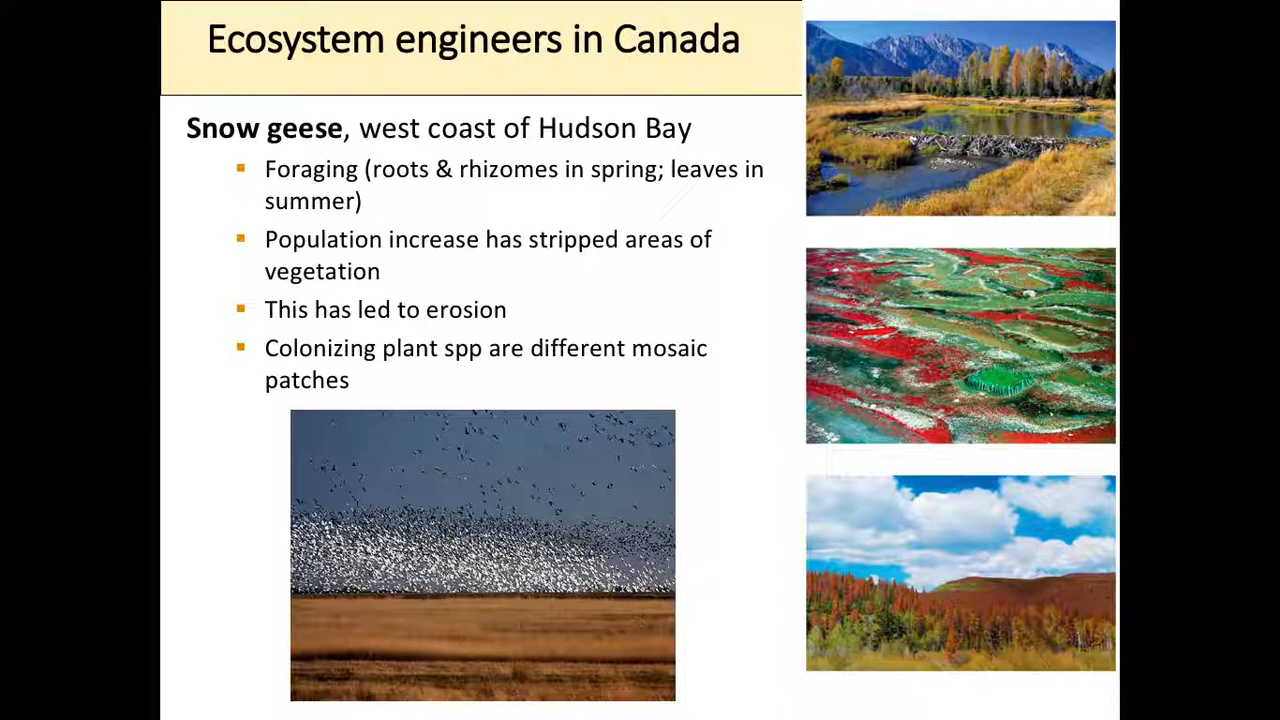 Ecosystem engineers in Canada
Snow geese, west coast of Hudson Bay
Foraging (roots & rhizomes in spring; leaves in
summer)
Population increase has stripped areas of
vegetation
This has led to erosion
Colonizing plant spp are different mosaic
patches